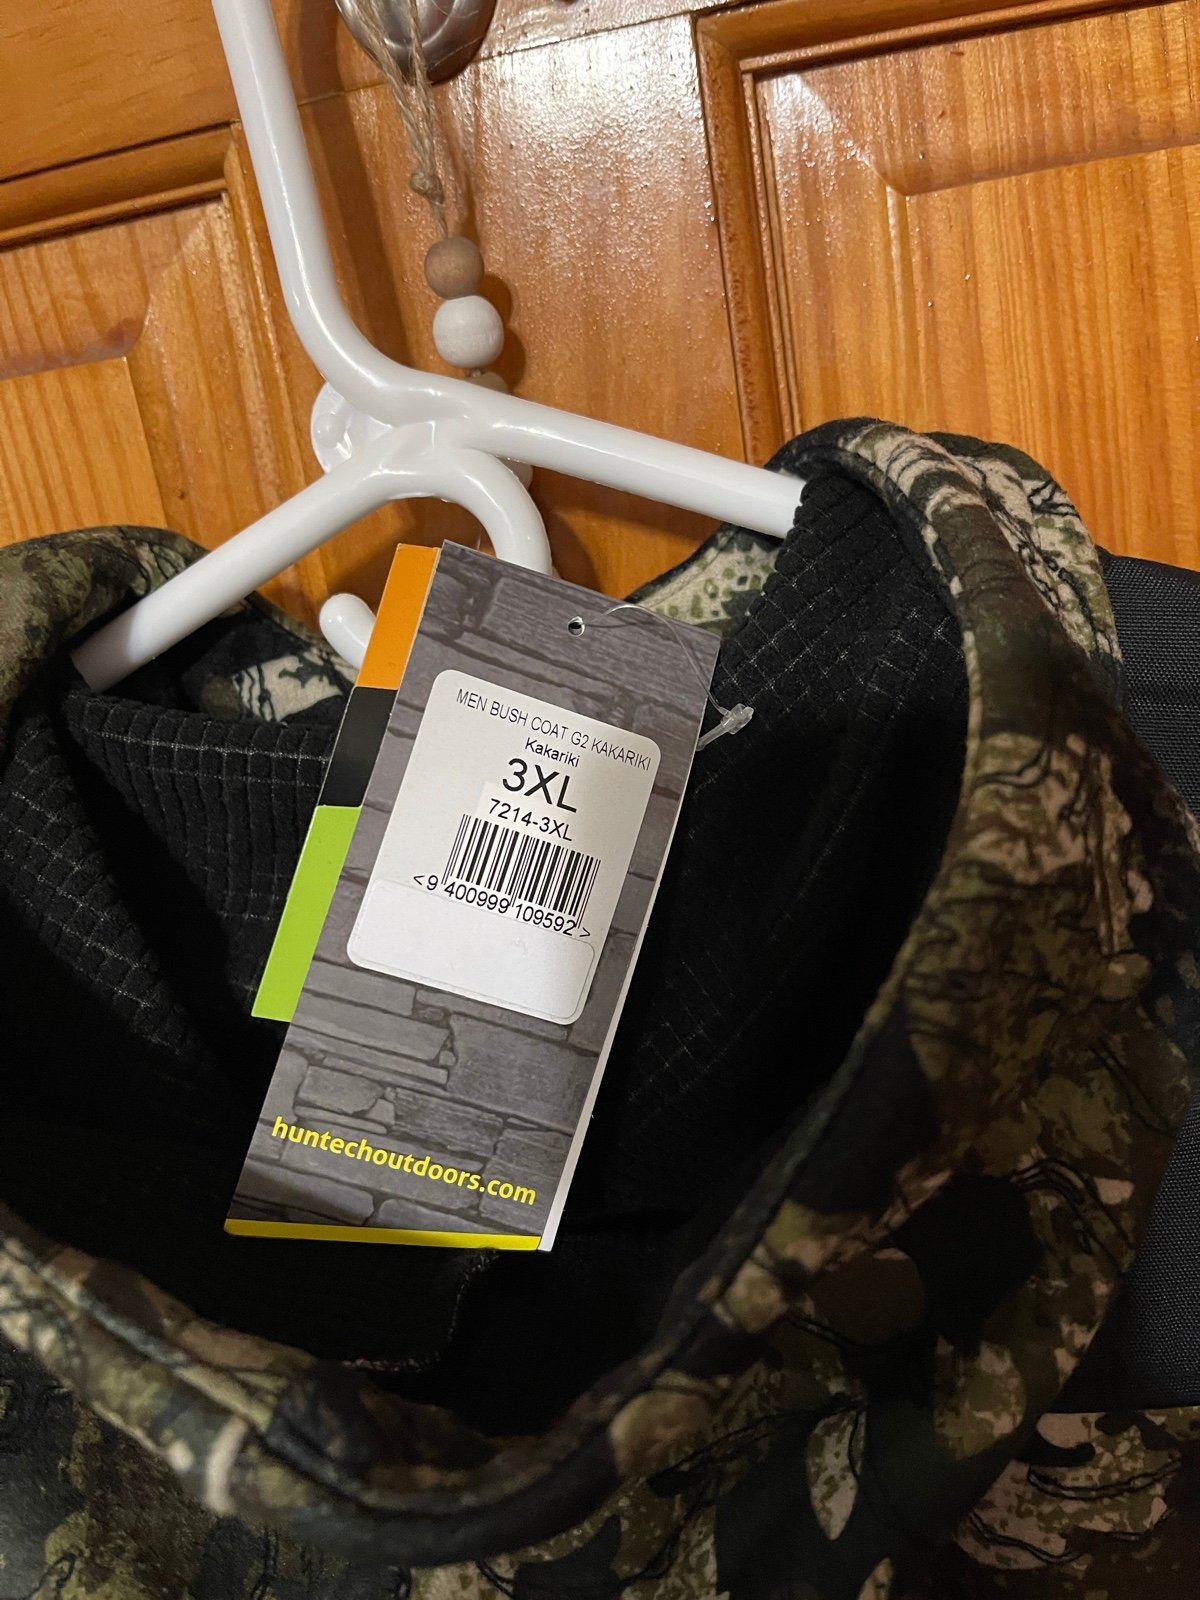 MEN BUSH COAT G2 KAKARIKI
Kakariki
3XL
7214-3XL
<9 400999 109592>
huntechoutdoors.com